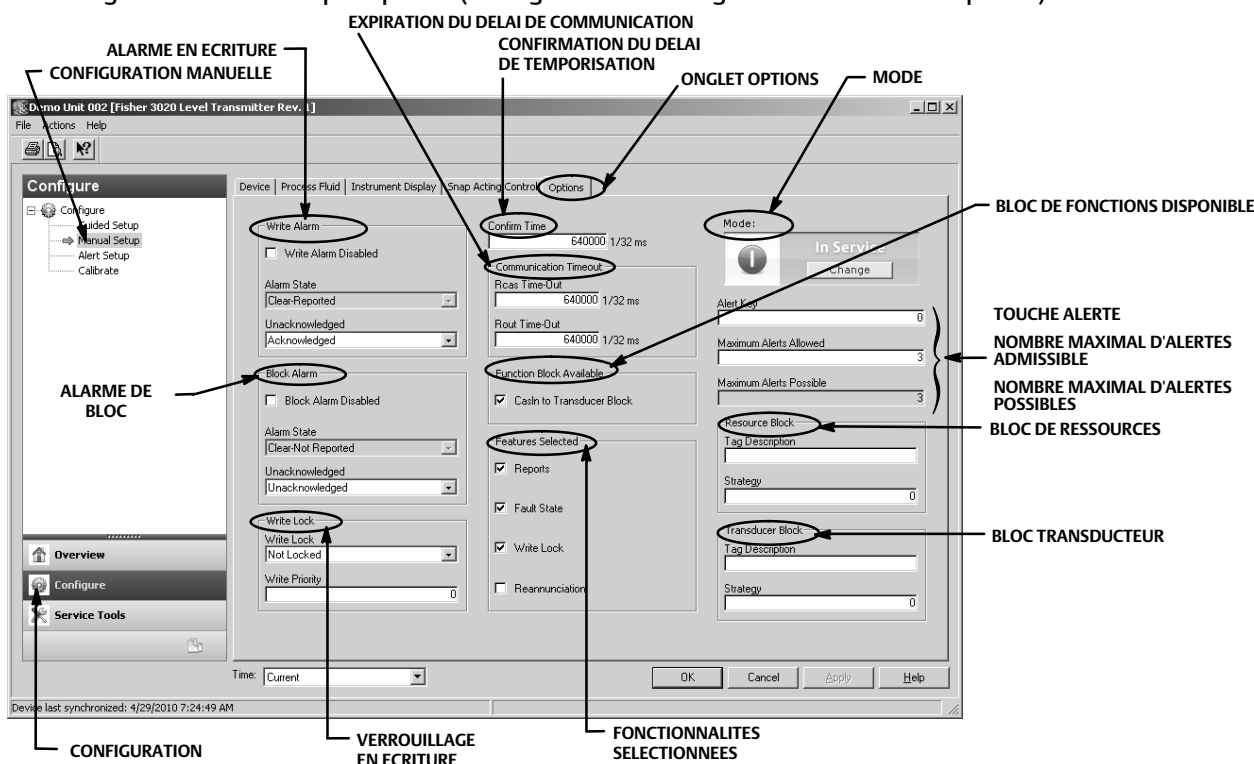 EXPIRATION DU DELAI DE COMMUNICATION
ALARME EN ECRITURE
CONFIRMATION DU DELAI
DE TEMPORISATION
CONFIGURATION MANUELLE
ONGLET OPTIONS
MODE
Demo Unit 002 [Fisher 3020 Level Transmitter Rev. 1]
File Actions Help
Configure
Configure
Guided Setup
Manual Setup
Alert Setup
Calibrate
Overview
Configure
Service Tools
Device
Process Fluid
Instrument Display
Snap Acting Control
Options
Write Alarm
Write Alarm Disabled
Alarm State
Clear-Reported
Unacknowledged
Acknowledged
Block Alarm
Block Alarm Disabled
Alarm State
Clear-Not Reported
Unacknowledged
Unacknowledged
Write Lock
Write Lock
Not Locked
Write Priority
0
Confirm Time
640000 1/32 ms
Communication Timeout
Rcas Time-Out
640000 1/32 ms
Rout Time-Out
640000 1/32 ms
Function Block Available
CasIn to Transducer Block
Features Selected
Reports
Fault State
Write Lock
Reannunciation
Mode:
In Service
Change
Alert Key
0
Maximum Alerts Allowed
3
Maximum Alerts Possible
3
Resource Block
Tag Description
Strategy
0
Transducer Block
Tag Description
Strategy
0
Time: Current
OK Cancel Apply Help
Device last synchronized: 4/29/2010 7:24:49 AM
BLOC DE FONCTIONS DISPONIBLE
TOUCHE ALERTE
NOMBRE MAXIMAL D'ALERTES
ADMISSIBLE
NOMBRE MAXIMAL D'ALERTES
POSSIBLES
BLOC DE RESSOURCES
BLOC TRANSDUCTEUR
ALARME DE
BLOC
CONFIGURATION
VERROUILLAGE
EN ECRITURE
FONCTIONNALITES
SELECTIONNEES